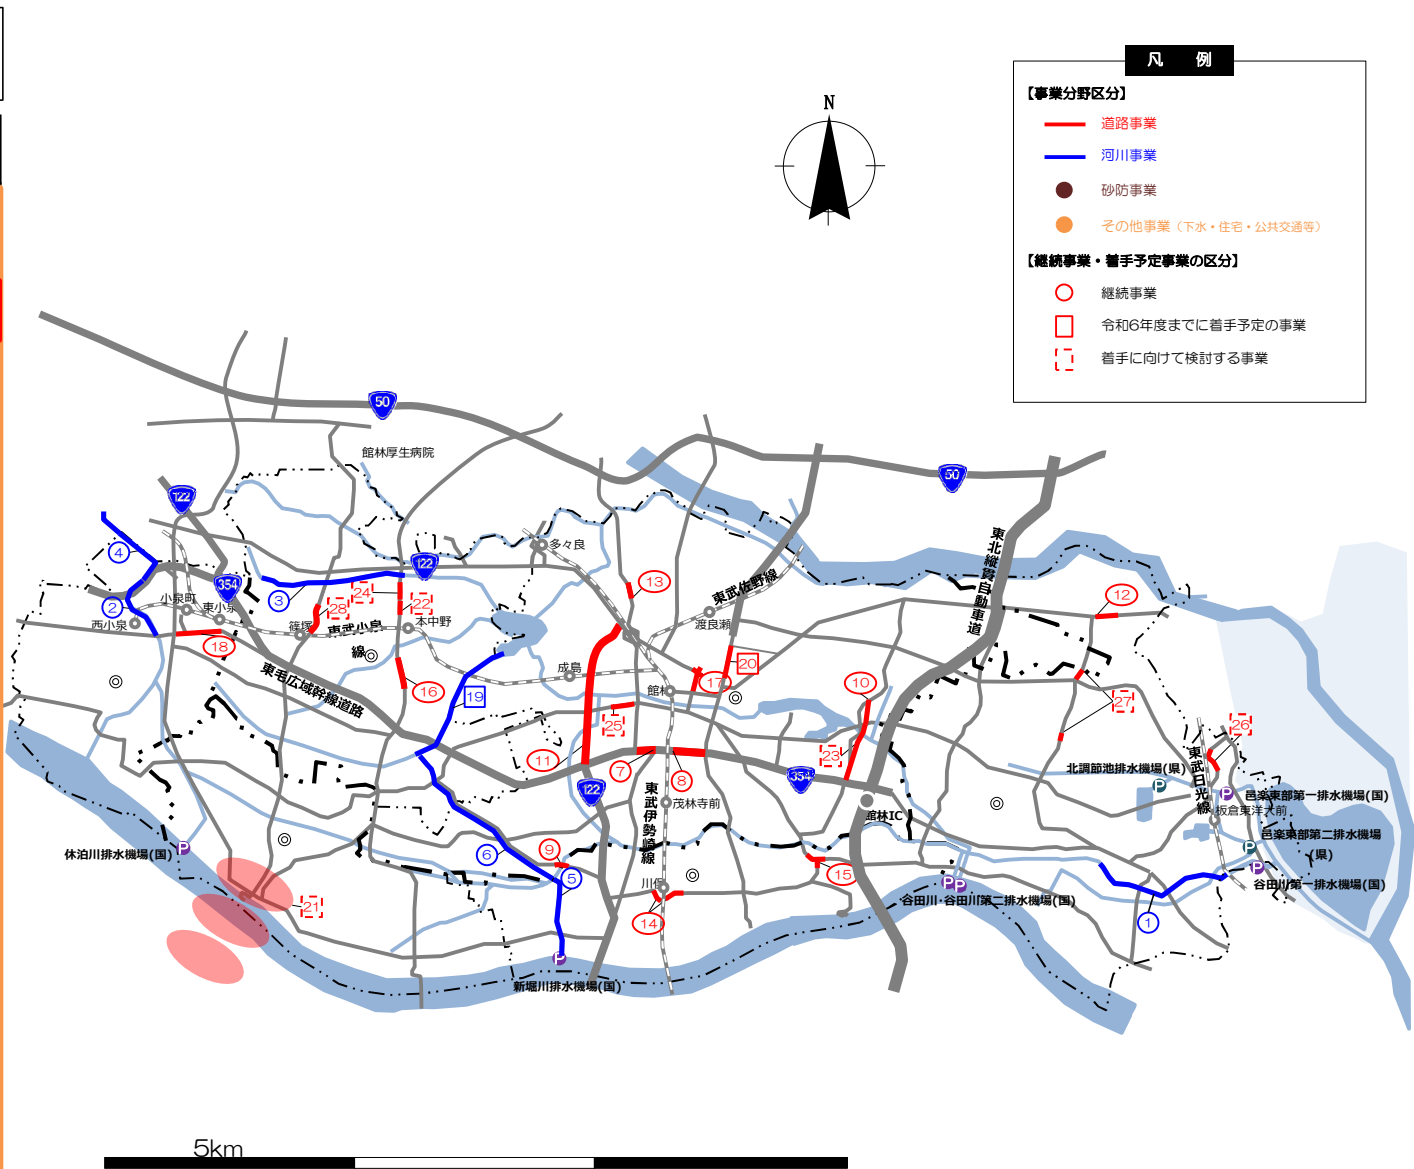 凡 例
【事業分野区分】
道路事業
河川事業
砂防事業
その他事業（下水・住宅・公共交通等）
【継続事業・着手予定事業の区分】
継続事業
令和6年度までに着手予定の事業
着手に向けて検討する事業
N
50
館林厚生病院
50
122
東北縦貫自動車道
4
多々良
122
354
3
24
22
28
13
東武佐野線
12
2
小泉町
東小泉
西小泉
篠塚
東武小泉線
本中野
渡良瀬
18
成島
20
16
19
館林
17
10
東毛広域幹線道路
27
25
23
26
11
7
8
354
東武日光線
北調節池排水機場(県)
122
東武伊勢崎線
茂林寺前
館林IC
邑楽東部第一排水機場(国)
板倉東洋大前
邑楽東部第二排水機場
(県)
休泊川排水機場(国)
P
6
9
5
川俣
15
谷田川第一排水機場(国)
谷田川・谷田川第二排水機場(国)
21
14
1
新堀川排水機場(国)
5km